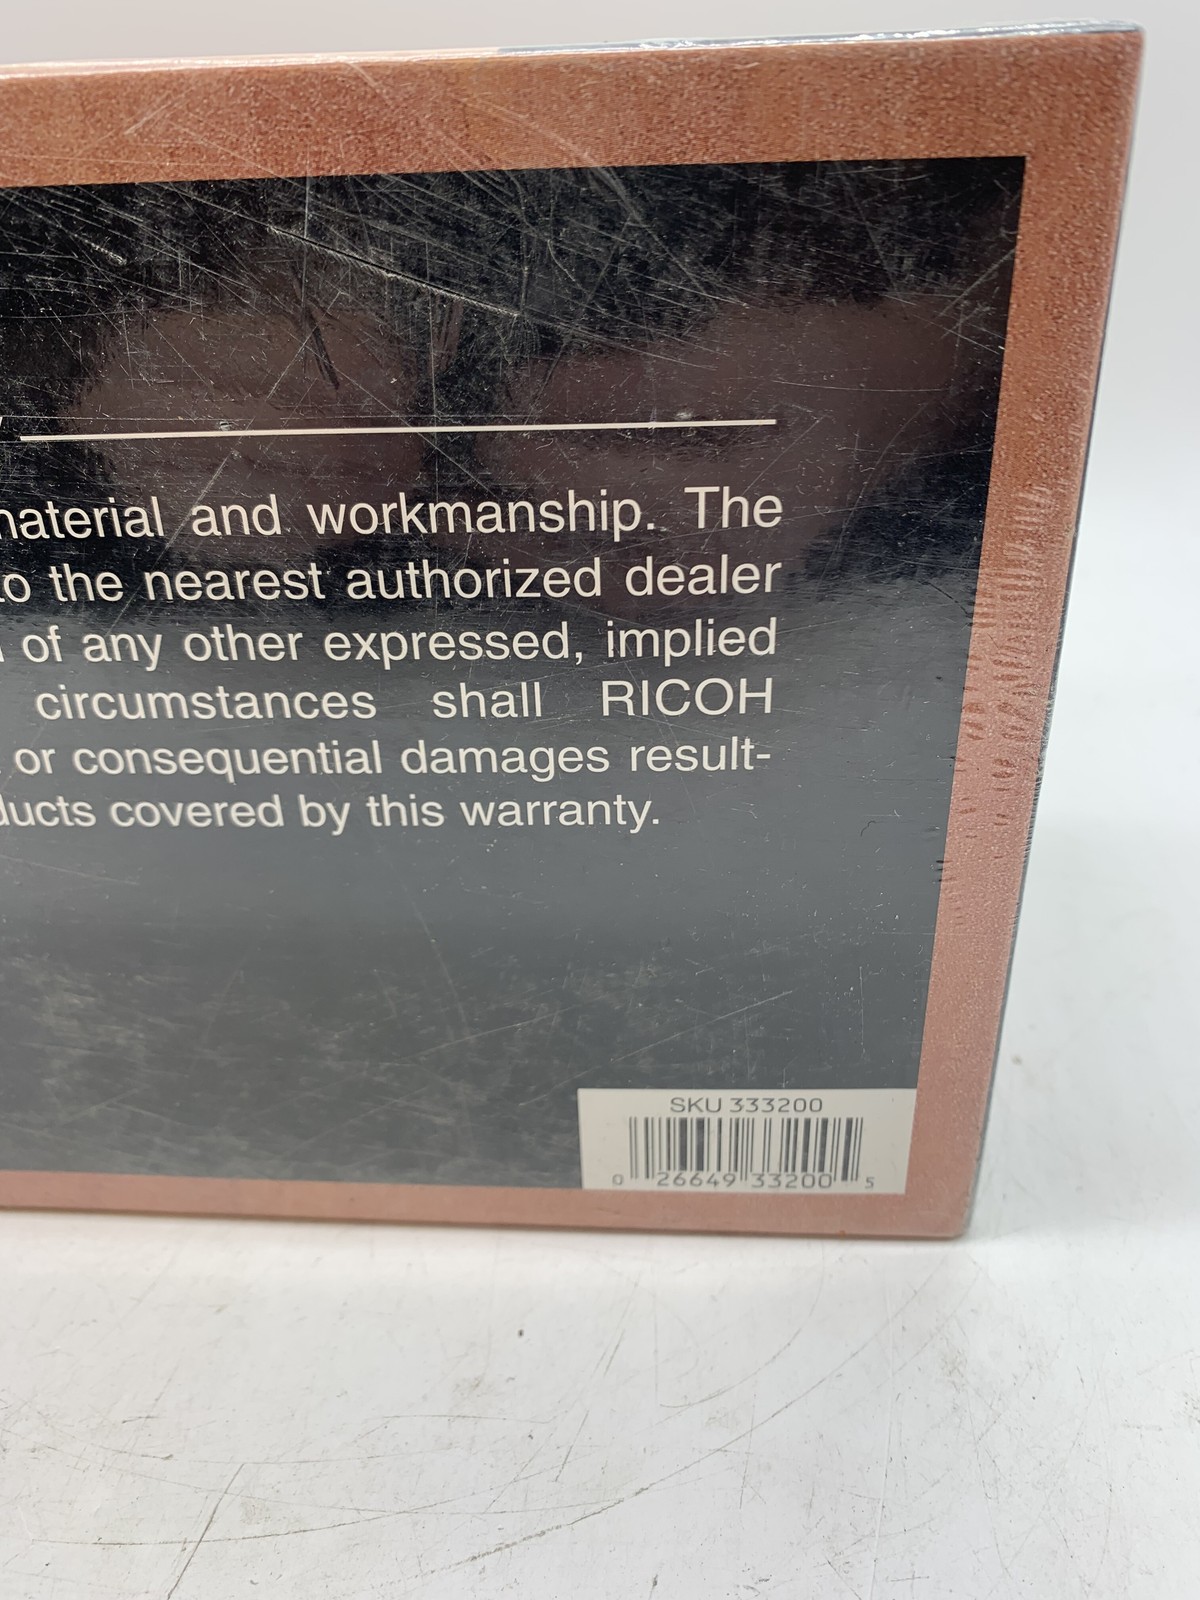 material and workmanship. The
to the nearest authorized dealer
of any other expressed, implied
circumstances shall RICOH
or consequential damages result-
covered by this warranty.
SKU 333200
0 26649 33200 5